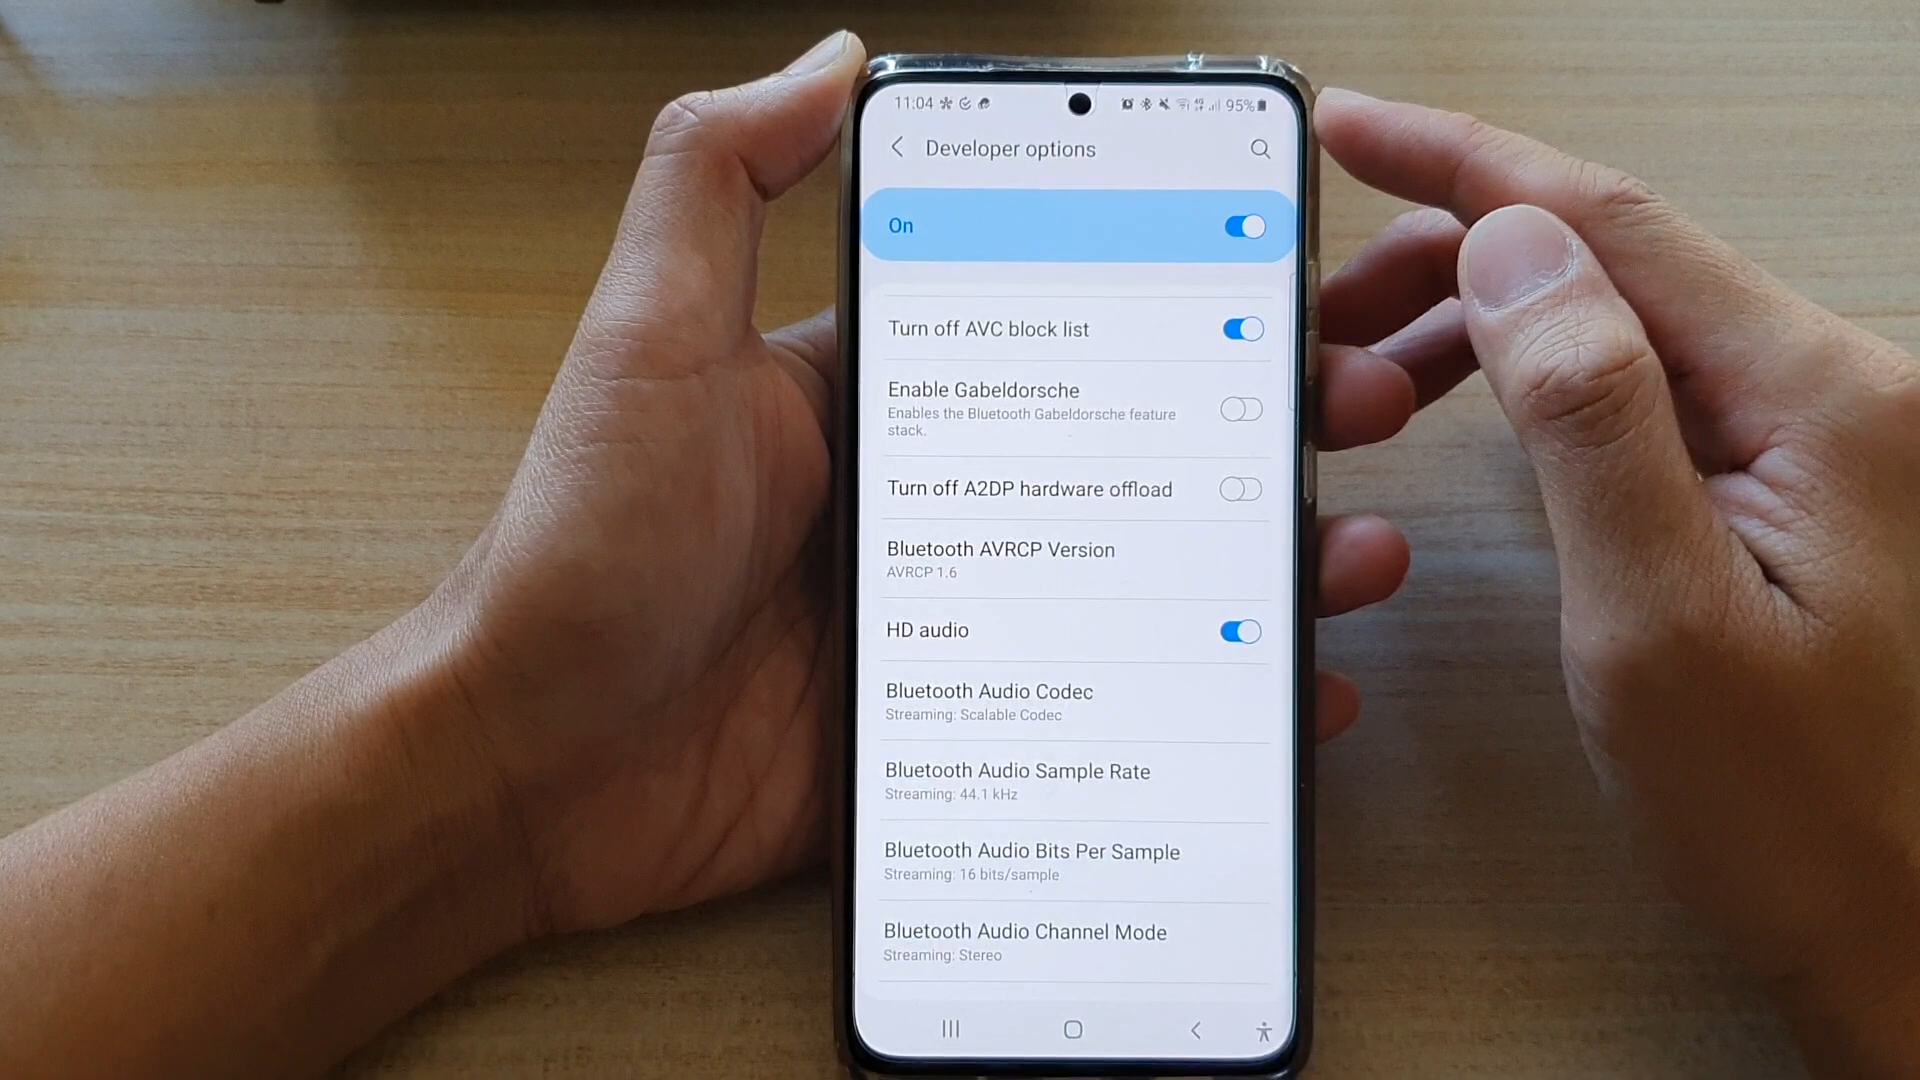 11:04 95%
Developer options
On
Turn off AVC block list
Enable Gabeldorsche
Enables the Bluetooth Gabeldorsche feature
stack.
Turn off A2DP hardware offload
Bluetooth AVRCP Version
AVRCP 1.6
HD audio
Bluetooth Audio Codec
Streaming: Scalable Codec
Bluetooth Audio Sample Rate
Streaming: 44.1 kHz
Bluetooth Audio Bits Per Sample
Streaming: 16 bits/sample
Bluetooth Audio Channel Mode
Streaming: Stereo